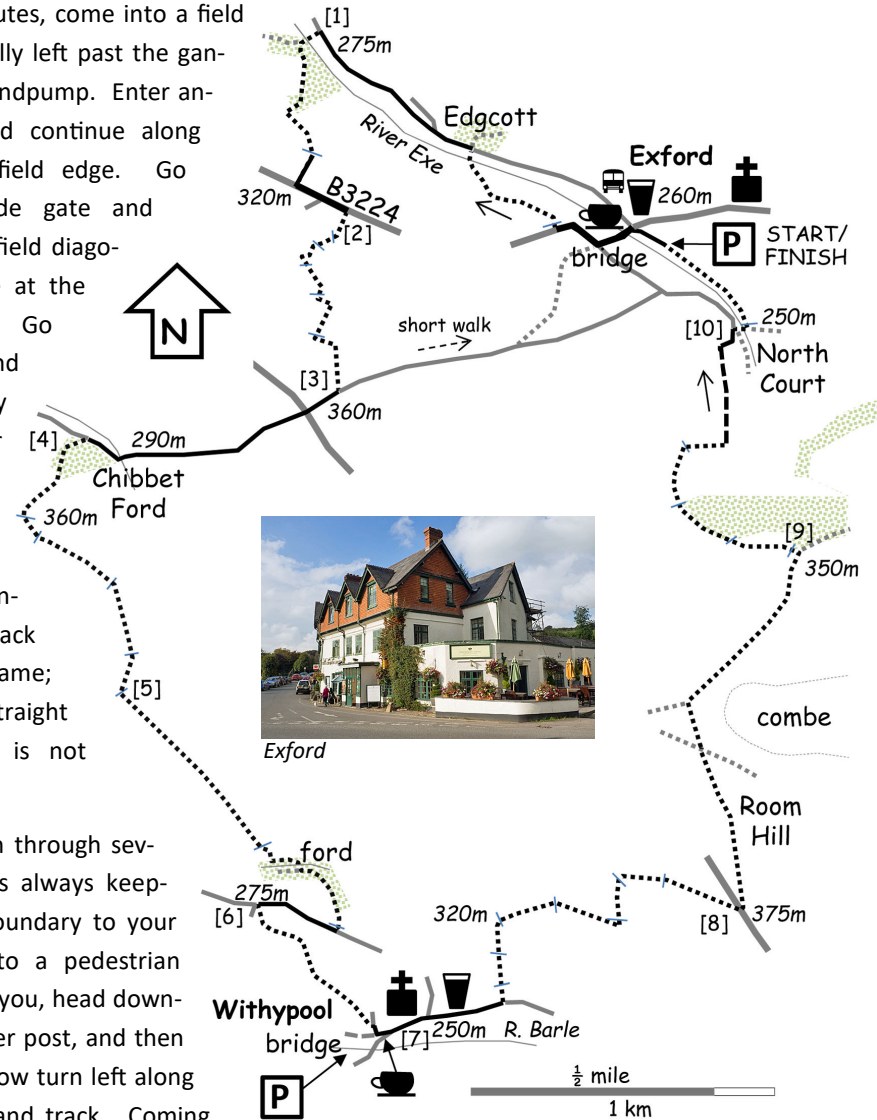 utes, come into a field
lly left past the gan-
ndpump. Enter an-
d continue along
field edge. Go
de gate and
field diago-
at the
Go
nd
y
n-
ack
ame;
traight
is not
n through sev-
s always keep-
oundary to your
to a pedestrian
you, head down-
er post, and then
ow turn left along
and track. Coming
[1]
275m
Edgcott
River Exe
Exford
260m
320m
B3224
[2]
bridge
P
START/
FINISH
N
short walk
[10]
250m
North
Court
[3]
360m
[4]
290m
Chibbet
Ford
360m
[9]
350m
[5]
Exford
combe
Room
Hill
ford
275m
[6]
320m
[8]
375m
Withypool
bridge
[7]
250m
R. Barle
P
½ mile
1 km